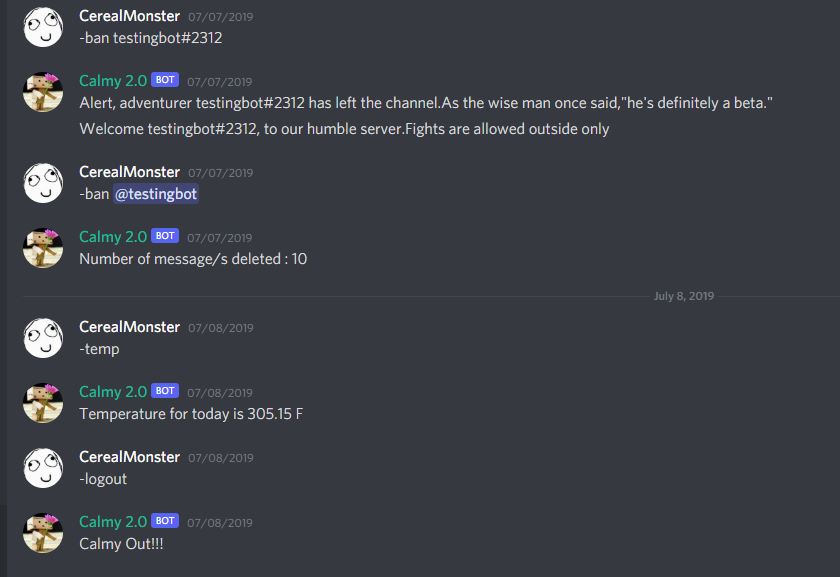 CerealMonster 07/07/2019
-ban testingbot#2312
Calmy 2.0 BOT 07/07/2019
Alert, adventurer testingbot#2312 has left the channel.As the wise man once said,"he's definitely a beta."
Welcome testingbot#2312, to our humble server.Fights are allowed outside only
CerealMonster 07/07/2019
-ban @testingbot
Calmy 2.0 BOT 07/07/2019
Number of message/s deleted : 10
July 8, 2019
CerealMonster 07/08/2019
-temp
Calmy 2.0 BOT 07/08/2019
Temperature for today is 305.15 F
CerealMonster 07/08/2019
-logout
Calmy 2.0 BOT 07/08/2019
Calmy Out!!!